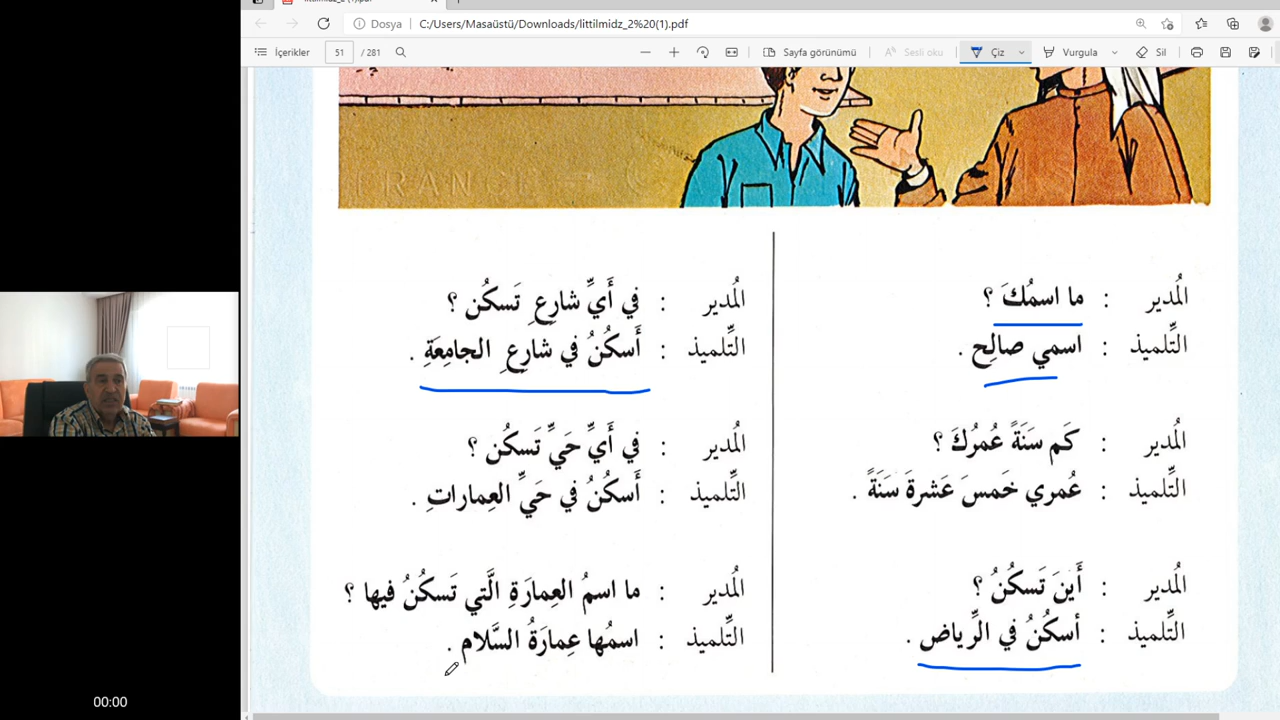 Dosya
C:/Users/Masaüstü/Downloads/littilmidz_2%20(1).pdf
İçerikler
51 / 281
Sayfa görünümü
Sesli oku
Çiz
Vurgula
Sil
المُدير : ما اسمُكَ ؟
التِّلميذ : اسمي صالِح .
المُدير : كَم سَنَةً عُمرُكَ ؟
التِّلميذ : عُمري خَمسَ عَشرةَ سَنَةً .
المُدير : أَينَ تَسكُنُ ؟
التِّلميذ : أسكُنُ في الرِّياض .
المُدير : في أَيِّ شارِعٍ تَسكُن ؟
التِّلميذ : أَسكُنُ في شارِعِ الجامِعَةِ .
المُدير : في أَيِّ حَيٍّ تَسكُن ؟
التِّلميذ : أَسكُنُ في حَيِّ العِماراتِ .
المُدير : ما اسمُ العِمارَةِ الَّتي تَسكُنُ فيها ؟
التِّلميذ : اسمُها عِمارَةُ السَّلام .
00:00